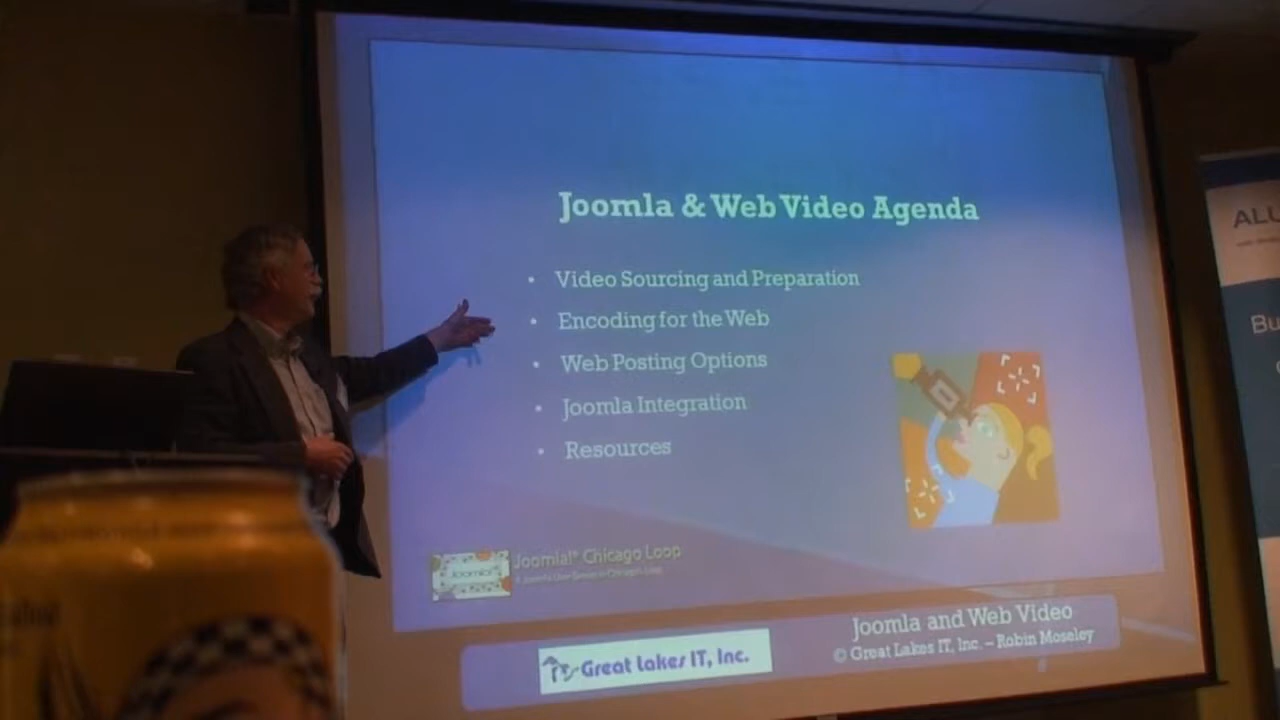 Joomla & Web Video Agenda
• Video Sourcing and Preparation
• Encoding for the Web
• Web Posting Options
• Joomla Integration
• Resources
Joomla!® Chicago Loop
Joomla!
Great Lakes IT, Inc.
Joomla and Web Video
© Great Lakes IT, Inc. – Robin Moseley
ALU
Bu